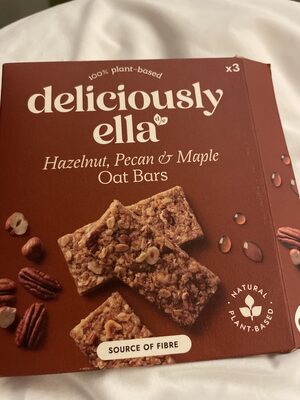 100% plant-based
x3
deliciously
ella
Hazelnut, Pecan & Maple
Oat Bars
NATURAL
PLANT-BASED
SOURCE OF FIBRE